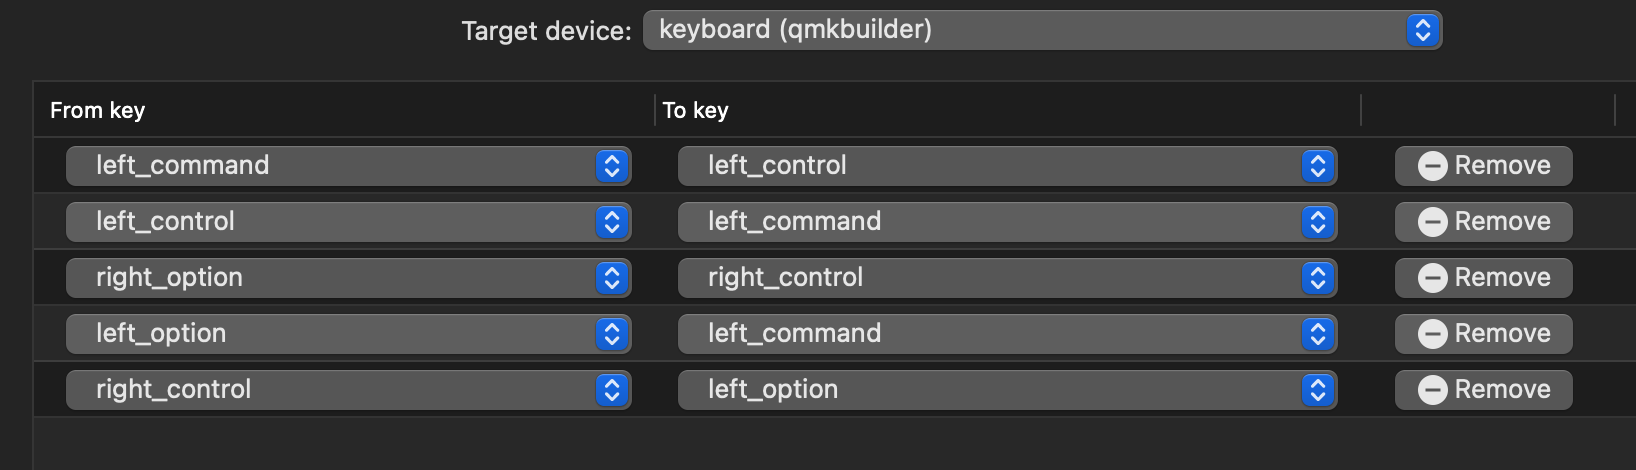 Target device: keyboard (qmkbuilder)
From key To key
left_command left_control Remove
left_control left_command Remove
right_option right_control Remove
left_option left_command Remove
right_control left_option Remove